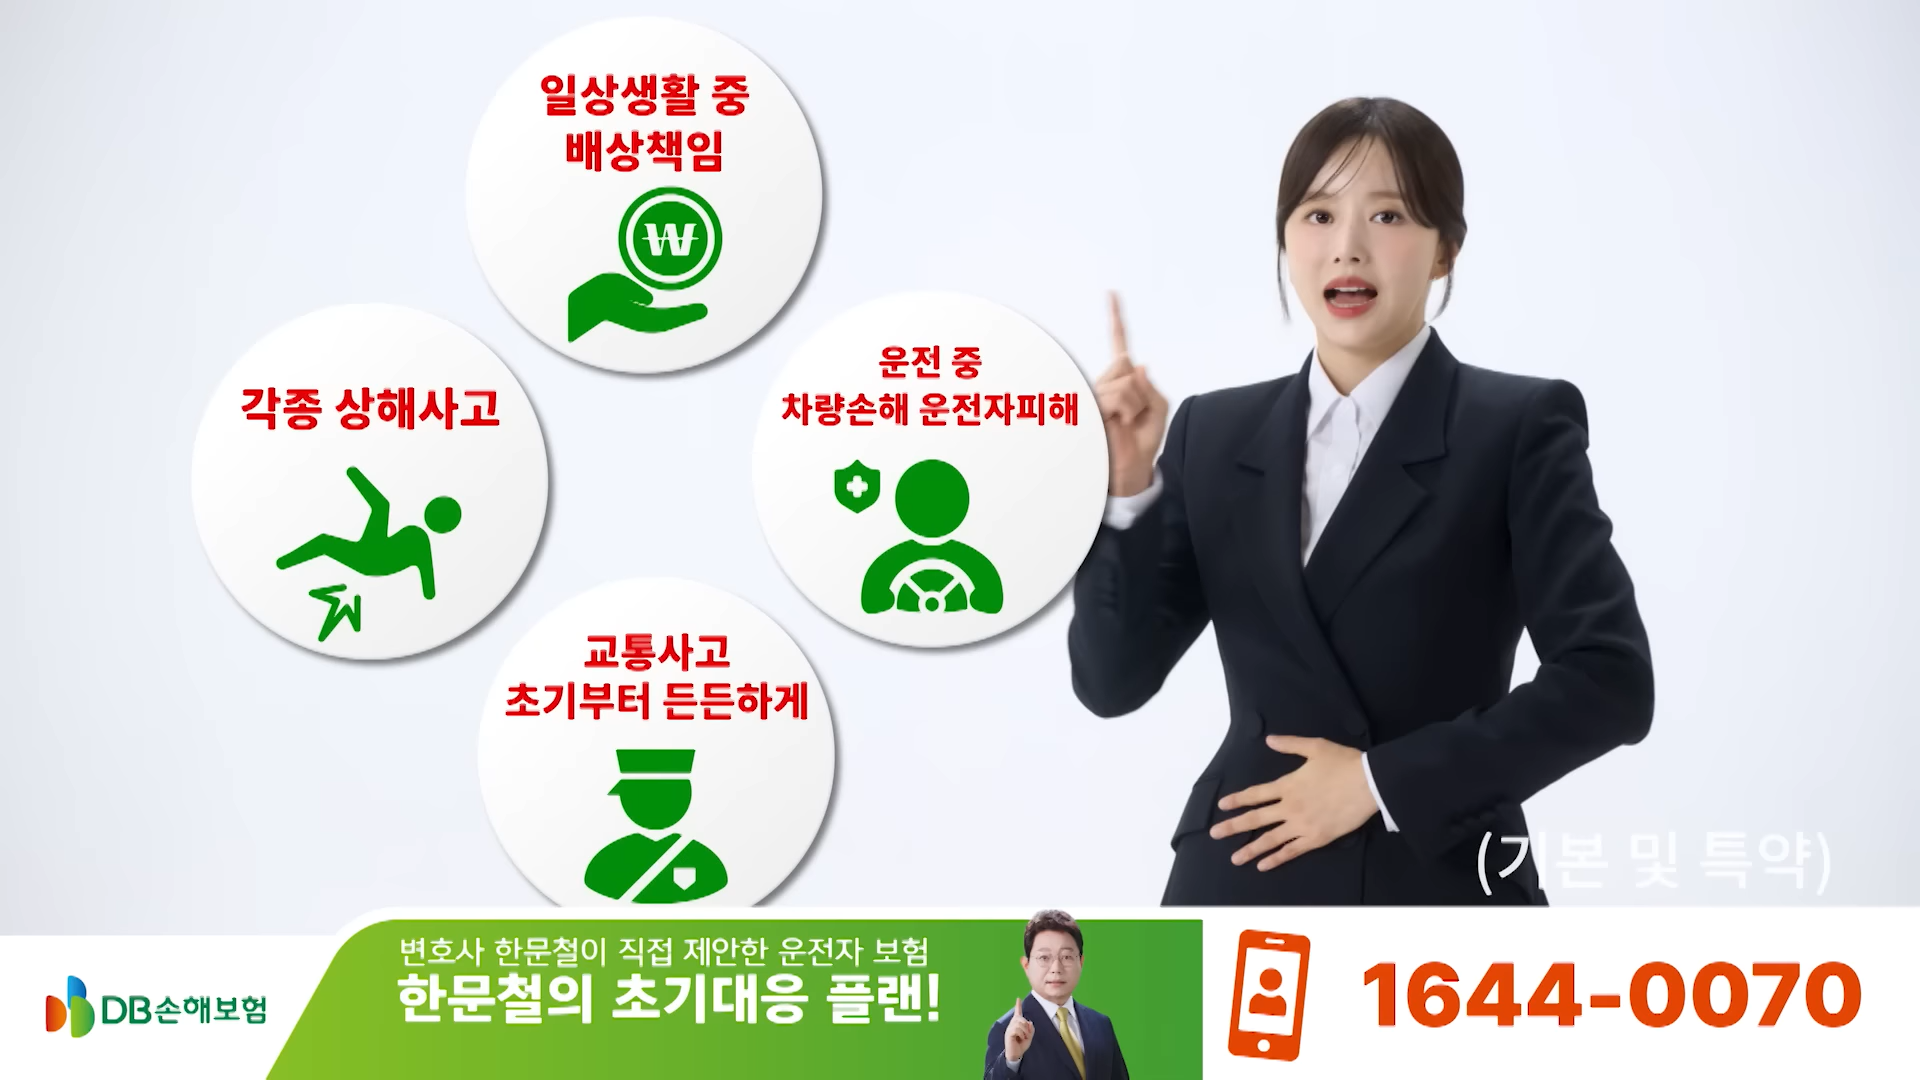 일상생활 중
배상책임
₩
각종 상해사고
운전 중
차량손해 운전자피해
교통사고
초기부터 든든하게
(기본 및 특약)
DB손해보험
변호사 한문철이 직접 제안한 운전자 보험
한문철의 초기대응 플랜!
1644-0070